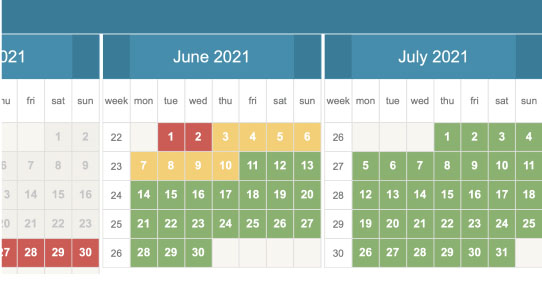 021 June 2021 July 2021
hu fri sat sun week mon tue wed thu fri sat sun week mon tue wed thu fri sat sun
1 2 22 1 2 3 4 5 6 26 1 2 3 4
6 7 8 9 23 7 8 9 10 11 12 13 27 5 6 7 8 9 10 11
3 14 15 16 24 14 15 16 17 18 19 20 28 12 13 14 15 16 17 18
20 21 22 23 25 21 22 23 24 25 26 27 29 19 20 21 22 23 24 25
27 28 29 30 26 28 29 30 30 26 27 28 29 30 31